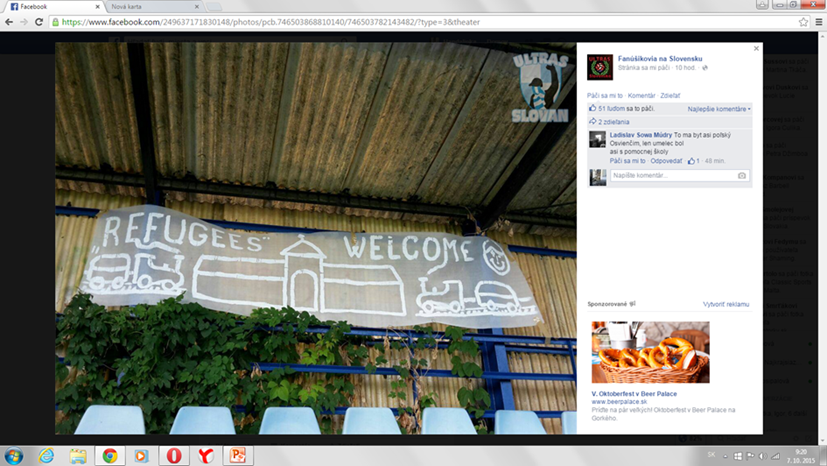 Facebook
Nová karta
https://www.facebook.com/249637171830148/photos/pcb.746503868810140/746503782143482/?type=3&theater
ULTRAS
SLOVAN
"REFUGEES" WELCOME
Fanúšikovia na Slovensku
Stránka sa mi páči · 10 hod. ·
Páči sa mi to · Komentár · Zdieľať
51 ľuďom sa to páči.
Najlepšie komentáre
2 zdieľania
Ladislav Sowa Múdry To ma byt asi poľský
Osvienčim, len umelec bol
asi s pomocnej školy
Páči sa mi to · Odpovedať · 1 · 48 min.
Napíšte komentár...
Sponzorované
Vytvoriť reklamu
V. Oktoberfest v Beer Palace
www.beerpalace.sk
Príďte na pár veľkých! Oktoberfest v Beer Palace na
Gorkého.
SK
9:20
7. 10. 2015